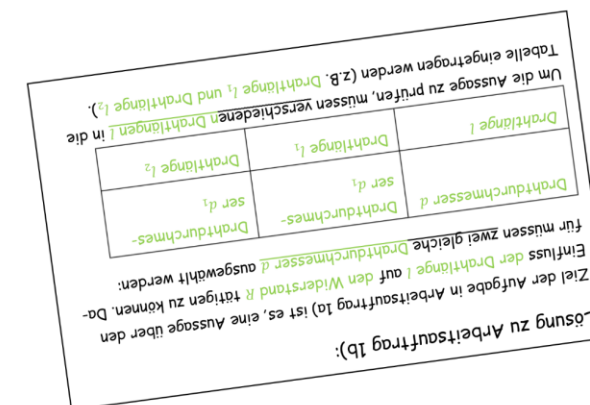 Lösung zu Arbeitsauftrag 1b):
Ziel der Aufgabe in Arbeitsauftrag 1a) ist es, eine Aussage über den
Einfluss der Drahtlänge l auf den Widerstand R tätigen zu können. Da-
für müssen zwei gleiche Drahtdurchmesser d ausgewählt werden:
Drahtdurchmesser d
Drahtdurchmes-
ser d₁
Drahtdurchmes-
ser d₁
Drahtlänge l
Drahtlänge l₁
Drahtlänge l₂
Um die Aussage zu prüfen, müssen verschiedenen Drahtlängen l in die
Tabelle eingetragen werden (z.B. Drahtlänge l₁ und Drahtlänge l₂).